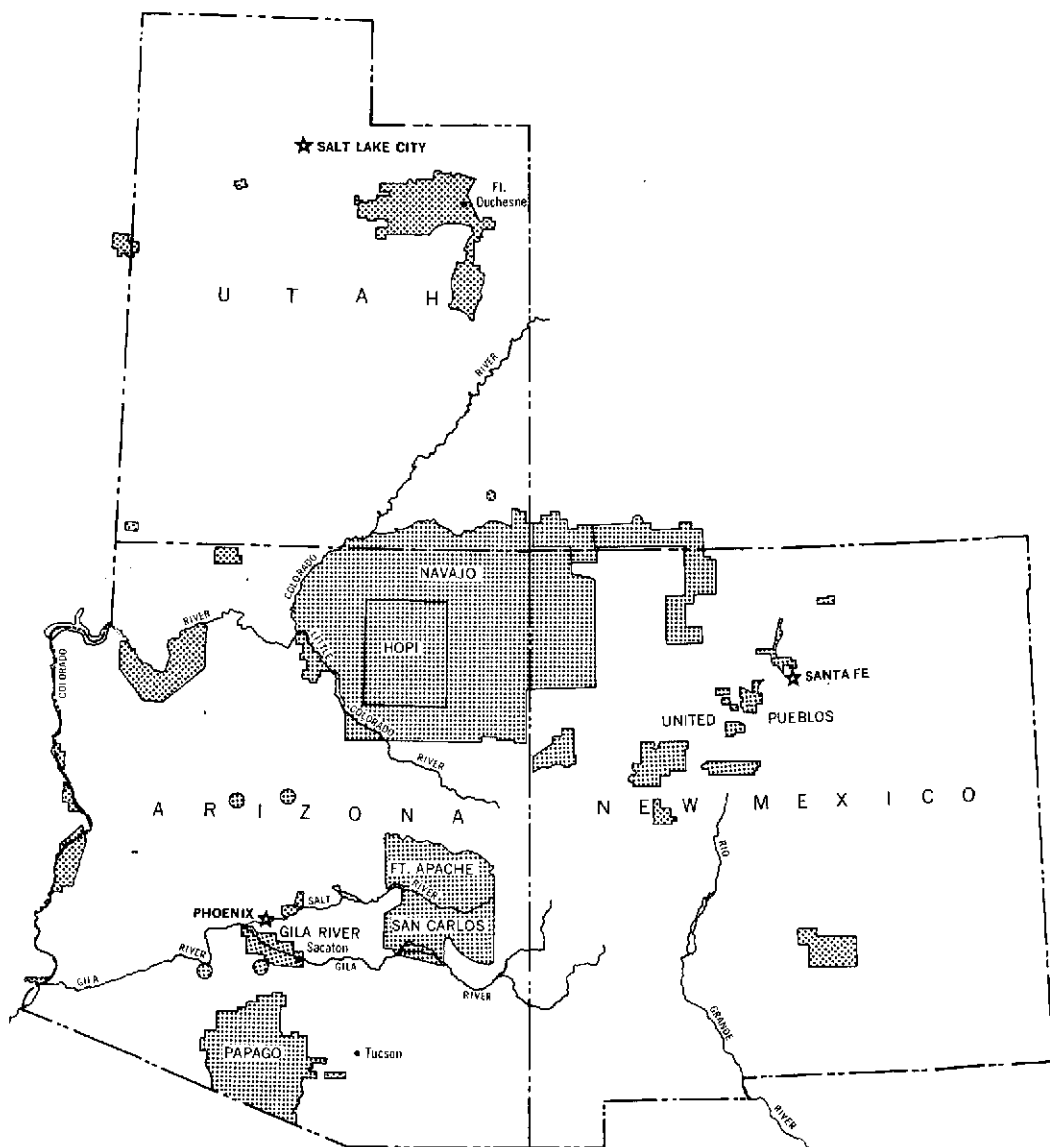 SALT LAKE CITY
Ft.
Duchesne
U T A H
RIVER
NAVAJO
COLORADO
RIVER
HOPI
LITTLE
COLORADO
RIVER
COLORADO
SANTA FE
UNITED PUEBLOS
A R I Z O N A
N E W M E X I C O
RIO
GRANDE
RIVER
FT. APACHE
RIVER
SALT
PHOENIX
SAN CARLOS
GILA RIVER
Sacaton
RIVER
GILA
GILA
RIVER
PAPAGO
Tucson